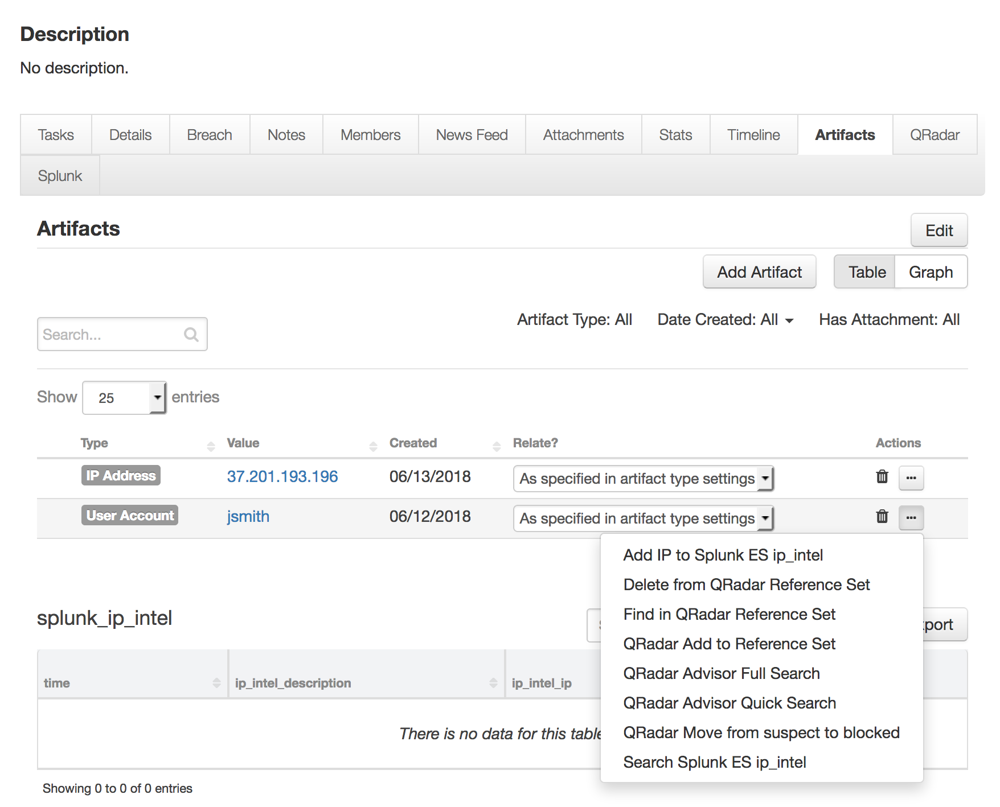 Description
No description.
Tasks Details Breach Notes Members News Feed Attachments Stats Timeline Artifacts QRadar
Splunk
Artifacts
Edit
Add Artifact Table Graph
Artifact Type: All Date Created: All Has Attachment: All
Search...
Show 25 entries
Type Value Created Relate? Actions
IP Address 37.201.193.196 06/13/2018 As specified in artifact type settings ...
User Account jsmith 06/12/2018 As specified in artifact type settings ...
Add IP to Splunk ES ip_intel
Delete from QRadar Reference Set
Find in QRadar Reference Set
QRadar Add to Reference Set
QRadar Advisor Full Search
QRadar Advisor Quick Search
QRadar Move from suspect to blocked
Search Splunk ES ip_intel
splunk_ip_intel
time ip_intel_description ip_intel_ip
There is no data for this table
Showing 0 to 0 of 0 entries